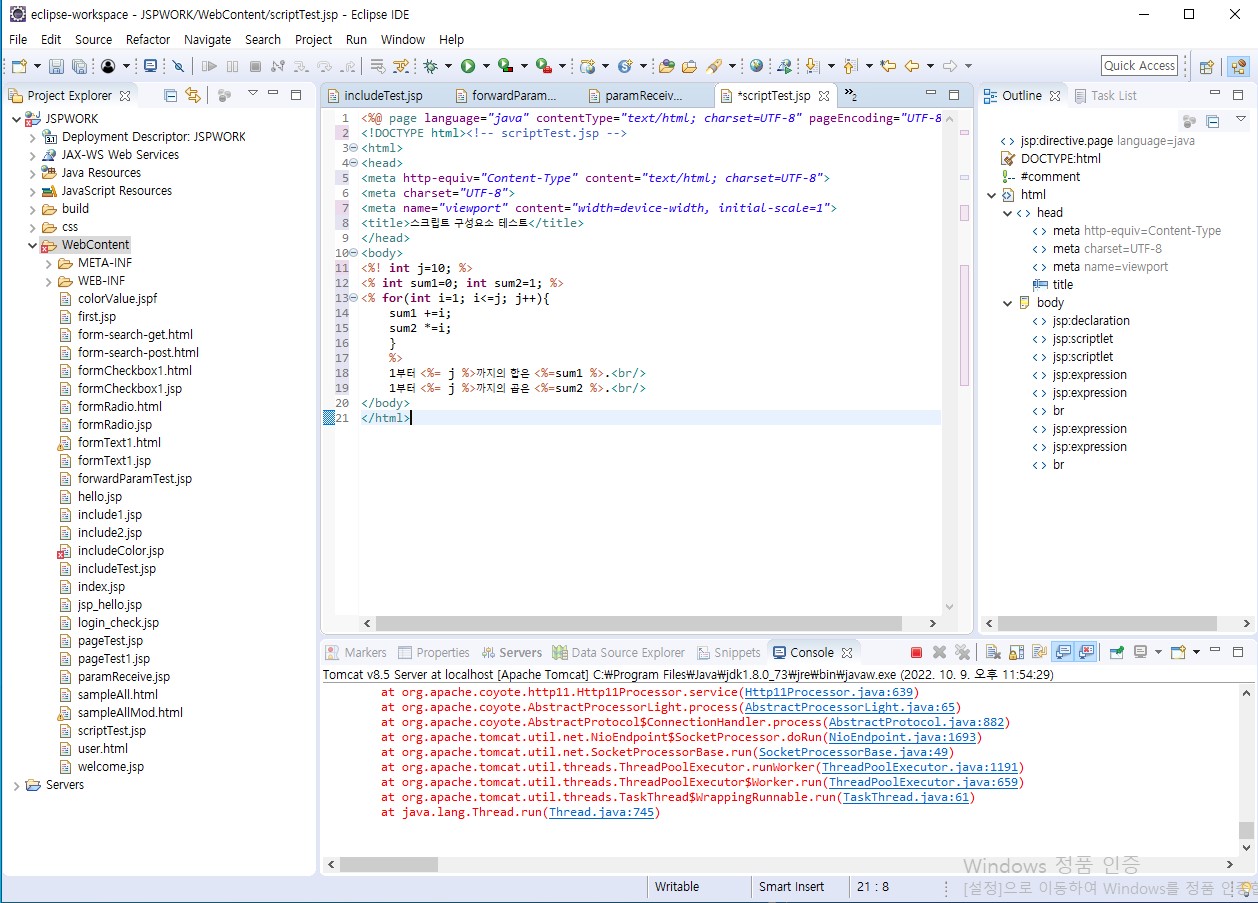 eclipse-workspace - JSPWORK/WebContent/scriptTest.jsp - Eclipse IDE
File Edit Source Refactor Navigate Search Project Run Window Help
Quick Access
Project Explorer
JSPWORK
Deployment Descriptor: JSPWORK
JAX-WS Web Services
Java Resources
JavaScript Resources
build
css
WebContent
META-INF
WEB-INF
colorValue.jspf
first.jsp
form-search-get.html
form-search-post.html
formCheckbox1.html
formCheckbox1.jsp
formRadio.html
formRadio.jsp
formText1.html
formText1.jsp
forwardParamTest.jsp
hello.jsp
include1.jsp
include2.jsp
includeColor.jsp
includeTest.jsp
index.jsp
jsp_hello.jsp
login_check.jsp
pageTest.jsp
pageTest1.jsp
paramReceive.jsp
sampleAll.html
sampleAllMod.html
scriptTest.jsp
user.html
welcome.jsp
Servers
includeTest.jsp forwardParam... paramReceiv... *scriptTest.jsp »2
1 <%@ page language="java" contentType="text/html; charset=UTF-8" pageEncoding="UTF-8
2 <!DOCTYPE html><!-- scriptTest.jsp -->
3 <html>
4 <head>
5 <meta http-equiv="Content-Type" content="text/html; charset=UTF-8">
6 <meta charset="UTF-8">
7 <meta name="viewport" content="width=device-width, initial-scale=1">
8 <title>스크립트 구성요소 테스트</title>
9 </head>
10 <body>
11 <%! int j=10; %>
12 <% int sum1=0; int sum2=1; %>
13 <% for(int i=1; i<=j; j++){
14 sum1 +=i;
15 sum2 *=i;
16 }
17 %>
18 1부터 <%= j %>까지의 합은 <%=sum1 %>.<br/>
19 1부터 <%= j %>까지의 곱은 <%=sum2 %>.<br/>
20 </body>
21 </html>
Outline Task List
jsp:directive.page language=java
DOCTYPE:html
#comment
html
head
meta http-equiv=Content-Type
meta charset=UTF-8
meta name=viewport
title
body
jsp:declaration
jsp:scriptlet
jsp:scriptlet
jsp:expression
jsp:expression
br
jsp:expression
jsp:expression
br
Markers Properties Servers Data Source Explorer Snippets Console
Tomcat v8.5 Server at localhost [Apache Tomcat] C:\Program Files\Java\jdk1.8.0_73\jre\bin\javaw.exe (2022. 10. 9. 오후 11:54:29)
at org.apache.coyote.http11.Http11Processor.service(Http11Processor.java:639)
at org.apache.coyote.AbstractProcessorLight.process(AbstractProcessorLight.java:65)
at org.apache.coyote.AbstractProtocol$ConnectionHandler.process(AbstractProtocol.java:882)
at org.apache.tomcat.util.net.NioEndpoint$SocketProcessor.doRun(NioEndpoint.java:1693)
at org.apache.tomcat.util.net.SocketProcessorBase.run(SocketProcessorBase.java:49)
at org.apache.tomcat.util.threads.ThreadPoolExecutor.runWorker(ThreadPoolExecutor.java:1191)
at org.apache.tomcat.util.threads.ThreadPoolExecutor$Worker.run(ThreadPoolExecutor.java:659)
at org.apache.tomcat.util.threads.TaskThread$WrappingRunnable.run(TaskThread.java:61)
at java.lang.Thread.run(Thread.java:745)
Windows 정품 인증
[설정]으로 이동하여 Windows를 정품
Writable Smart Insert 21 : 8